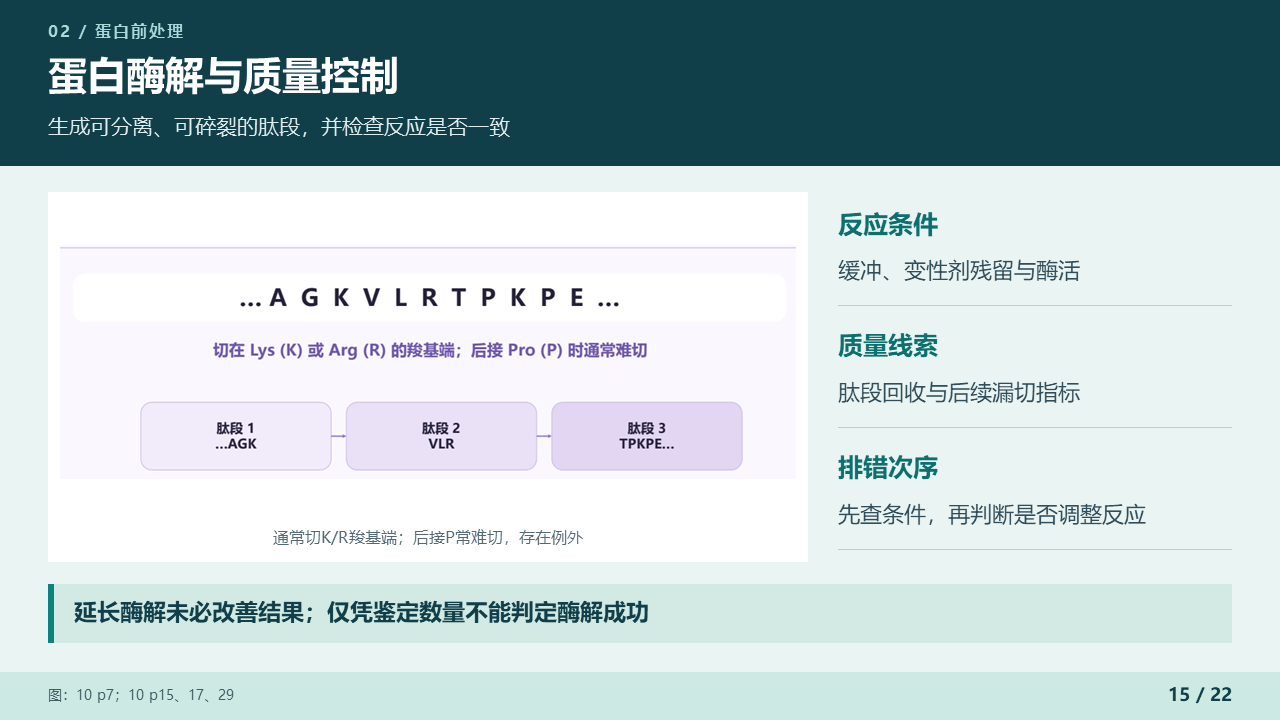 02 / 蛋白前处理
蛋白酶解与质量控制
生成可分离、可碎裂的肽段，并检查反应是否一致
...A G K V L R T P K P E ...
切在 Lys (K) 或 Arg (R) 的羧基端；后接 Pro (P) 时通常难切
肽段 1
...AGK
肽段 2
VLR
肽段 3
TPKPE...
通常切K/R羧基端；后接P常难切，存在例外
反应条件
缓冲、变性剂残留与酶活
质量线索
肽段回收与后续漏切指标
排错次序
先查条件，再判断是否调整反应
延长酶解未必改善结果；仅凭鉴定数量不能判定酶解成功
图：10 p7；10 p15、17、29
15 / 22